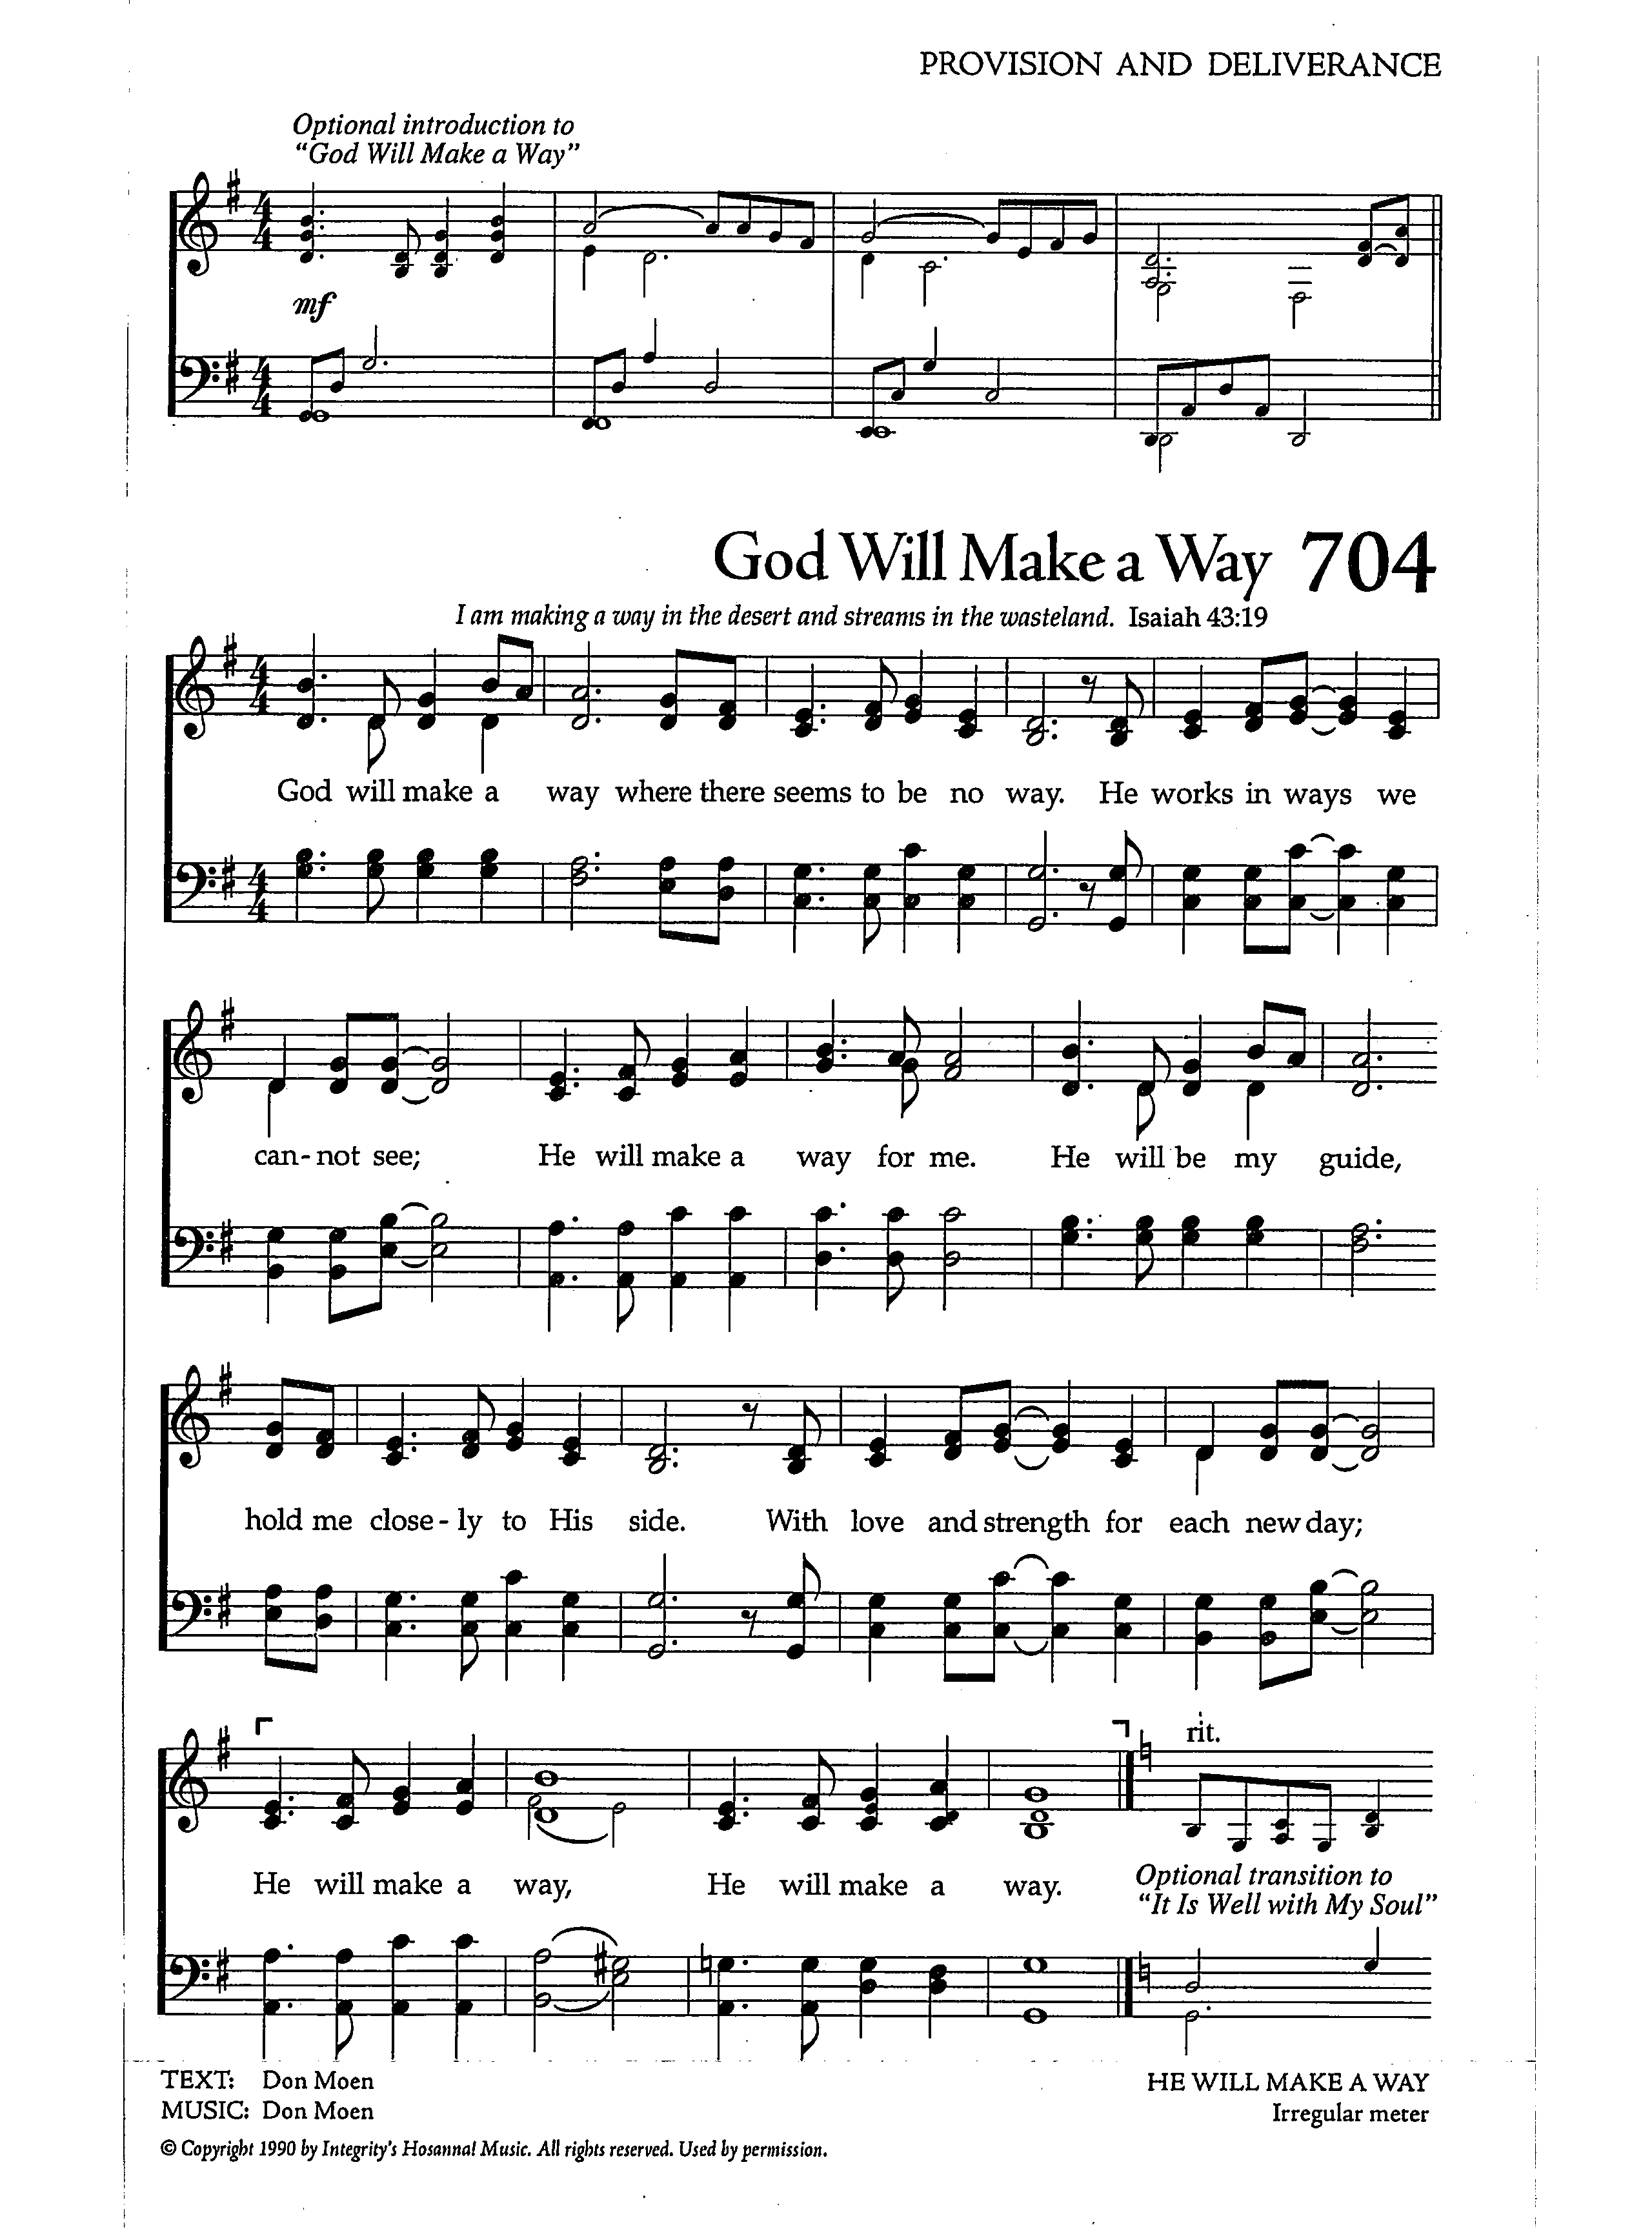 PROVISION AND DELIVERANCE
Optional introduction to
“God Will Make a Way”
mf
God Will Make a Way 704
I am making a way in the desert and streams in the wasteland. Isaiah 43:19
God will make a way where there seems to be no way. He works in ways we
can - not see; He will make a way for me. He will be my guide,
hold me close - ly to His side. With love and strength for each new day;
rit.
He will make a way, He will make a way.
Optional transition to
“It Is Well with My Soul”
TEXT: Don Moen
MUSIC: Don Moen
HE WILL MAKE A WAY
Irregular meter
© Copyright 1990 by Integrity's Hosanna! Music. All rights reserved. Used by permission.